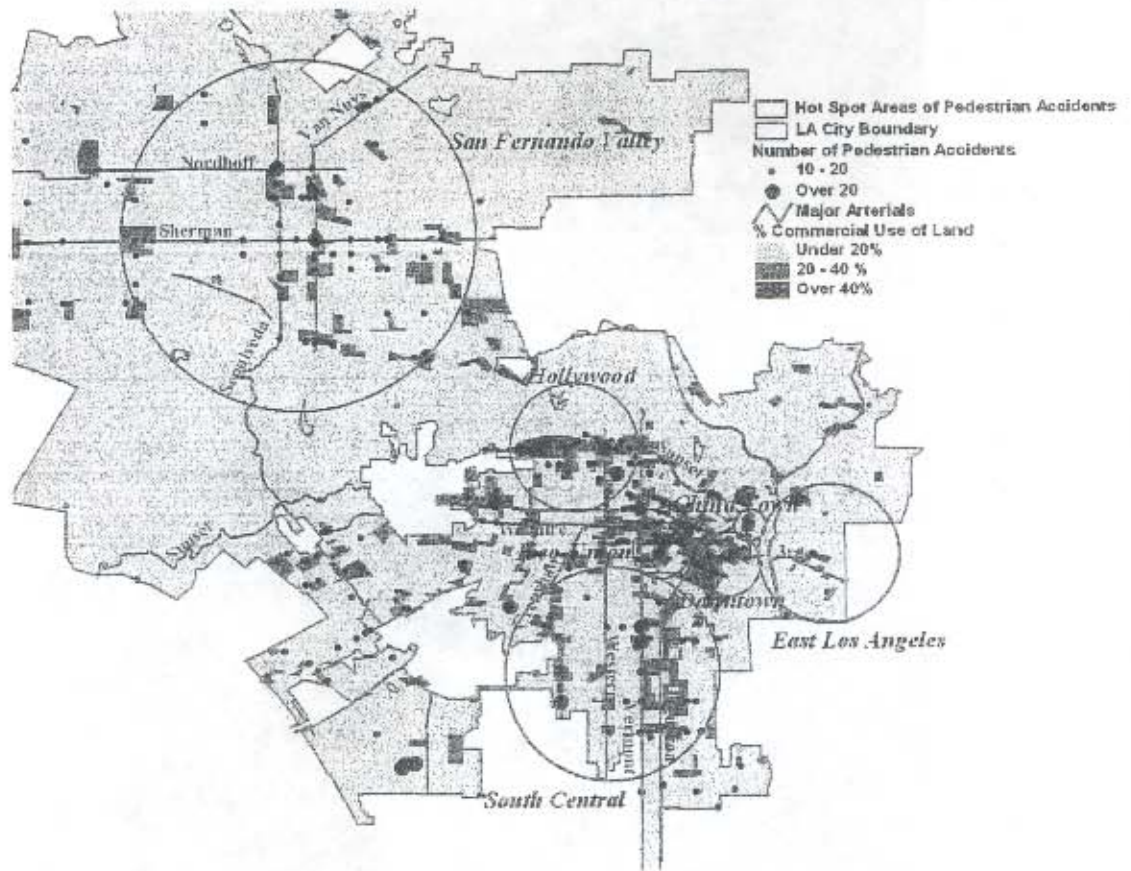 Hot Spot Areas of Pedestrian Accidents
LA City Boundary
Number of Pedestrian Accidents
10 - 20
Over 20
Major Arterials
% Commercial Use of Land
Under 20%
20 - 40 %
Over 40%
Van Nuys
San Fernando Valley
Nordhoff
Sherman
Sepulveda
Hollywood
China Town
Sunset
Downtown
East Los Angeles
Western
Vermont
South Central